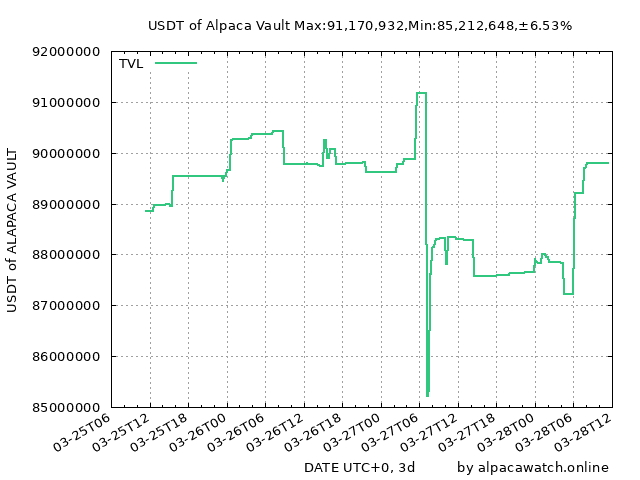 USDT of Alpaca Vault Max:91,170,932,Min:85,212,648,±6.53%
TVL
92000000
91000000
90000000
89000000
88000000
87000000
86000000
85000000
USDT of ALAPACA VAULT
03-25T06
03-25T12
03-25T18
03-26T00
03-26T06
03-26T12
03-26T18
03-27T00
03-27T06
03-27T12
03-27T18
03-28T00
03-28T06
03-28T12
DATE UTC+0, 3d
by alpacawatch.online